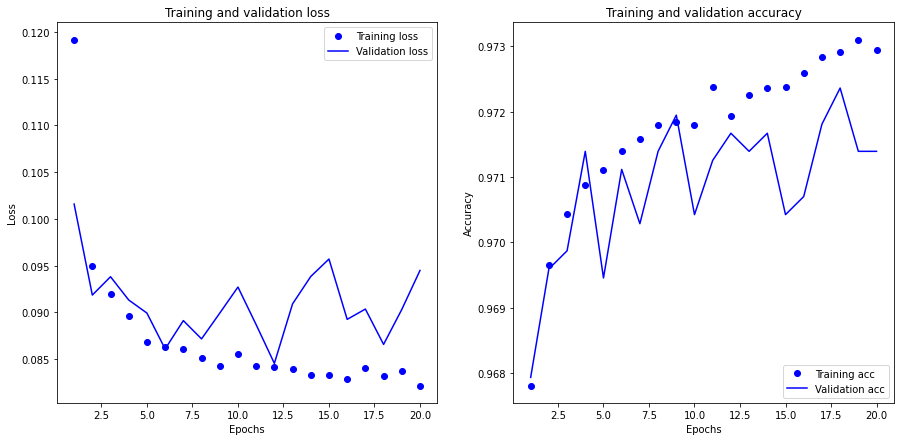 Training and validation loss
Training loss
Validation loss
0.120
0.115
0.110
0.105
0.100
0.095
0.090
0.085
Loss
2.5 5.0 7.5 10.0 12.5 15.0 17.5 20.0
Epochs
Training and validation accuracy
0.973
0.972
0.971
0.970
0.969
0.968
Accuracy
Training acc
Validation acc
2.5 5.0 7.5 10.0 12.5 15.0 17.5 20.0
Epochs